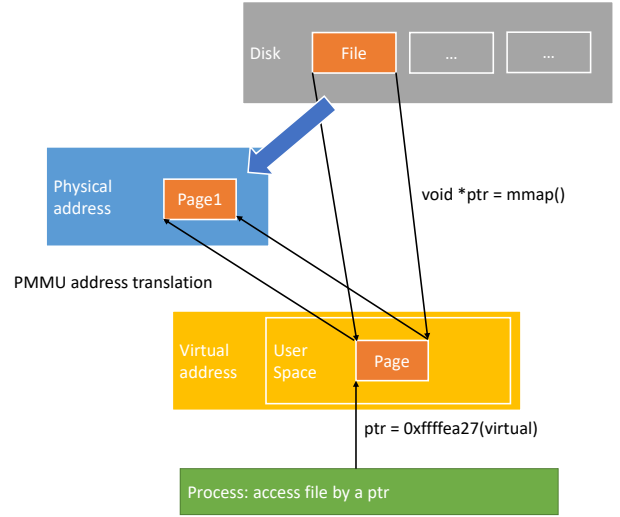 Disk
File
...
...
Physical
address
Page1
void *ptr = mmap()
PMMU address translation
Virtual
address
User
Space
Page
ptr = 0xffffea27(virtual)
Process: access file by a ptr